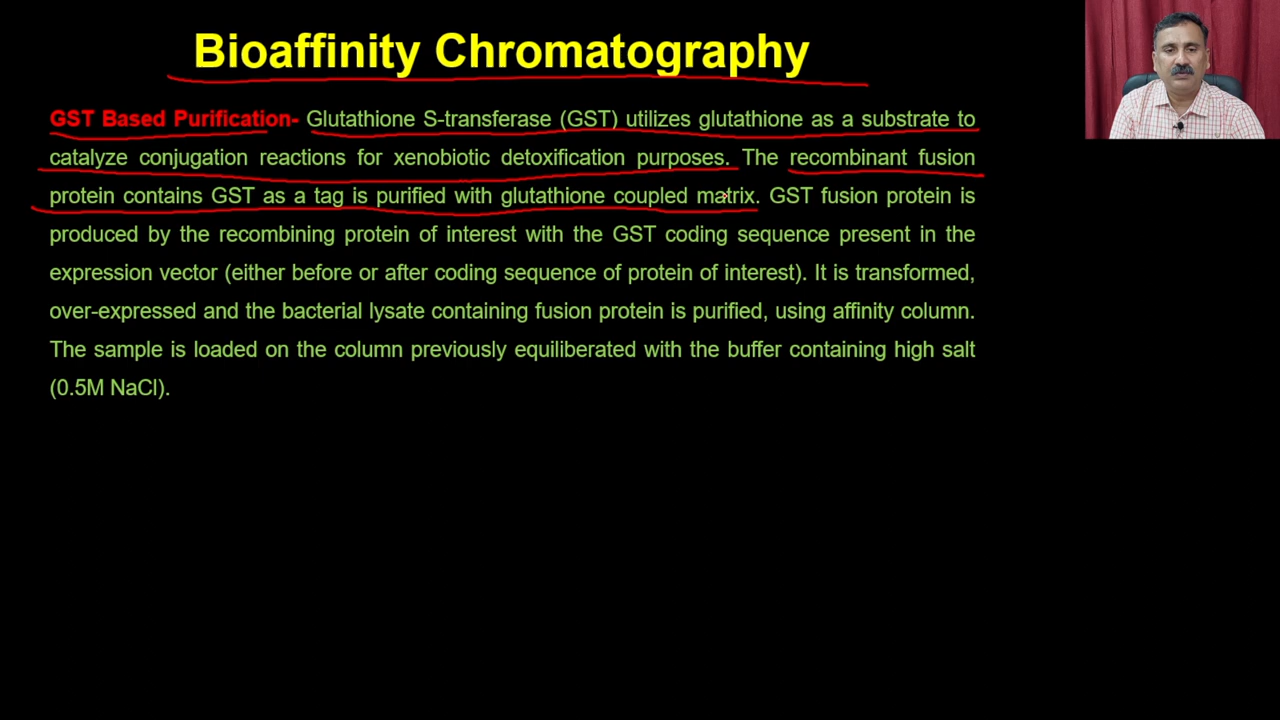 Bioaffinity Chromatography
GST Based Purification- Glutathione S-transferase (GST) utilizes glutathione as a substrate to
catalyze conjugation reactions for xenobiotic detoxification purposes. The recombinant fusion
protein contains GST as a tag is purified with glutathione coupled matrix. GST fusion protein is
produced by the recombining protein of interest with the GST coding sequence present in the
expression vector (either before or after coding sequence of protein of interest). It is transformed,
over-expressed and the bacterial lysate containing fusion protein is purified, using affinity column.
The sample is loaded on the column previously equiliberated with the buffer containing high salt
(0.5M NaCl).